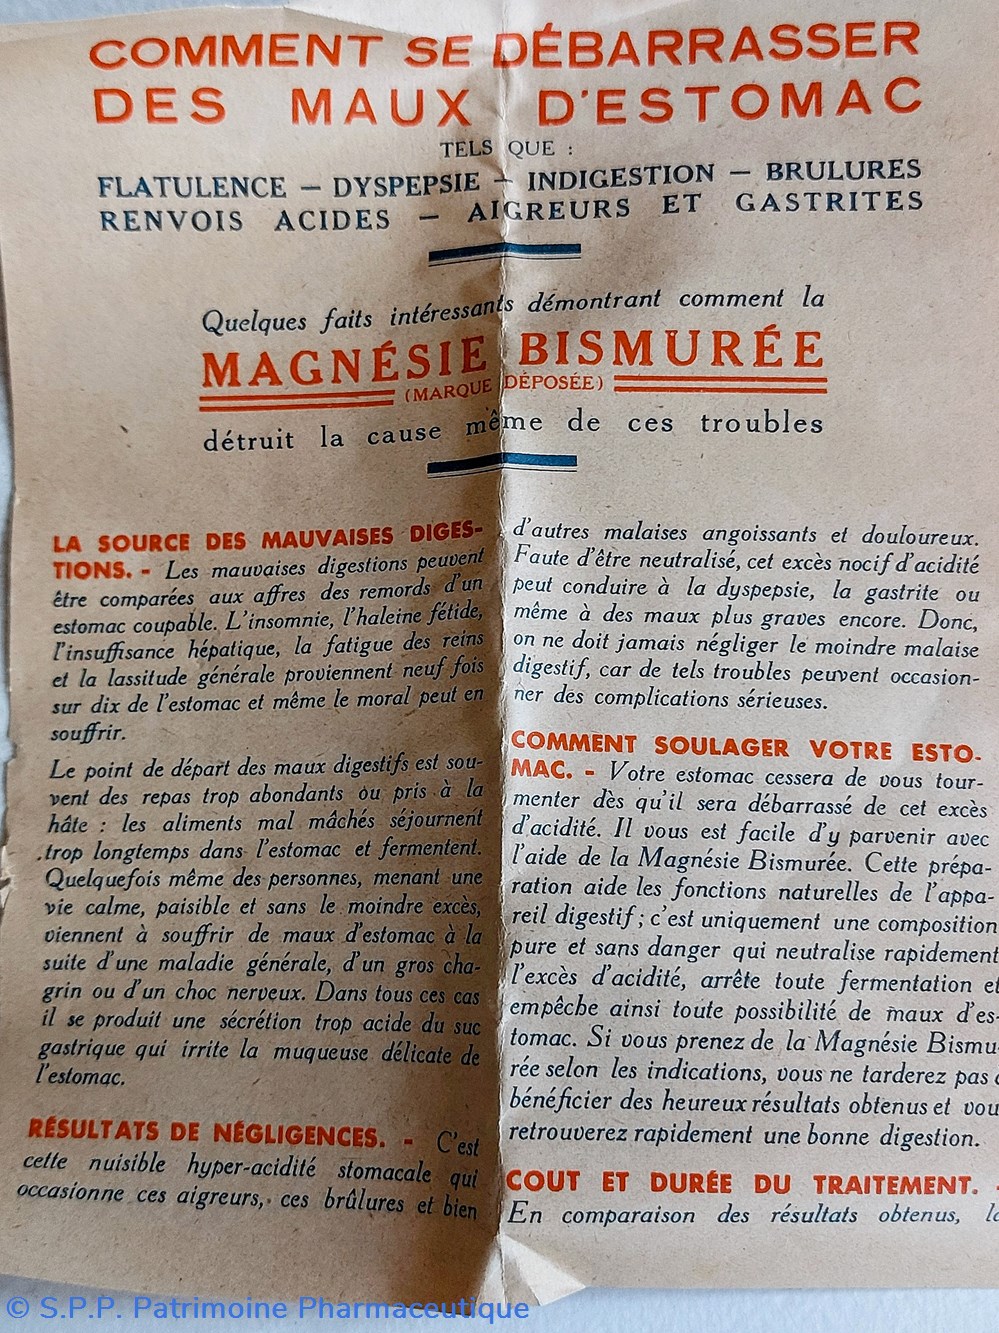 COMMENT SE DÉBARRASSER
DES MAUX D'ESTOMAC
TELS QUE :
FLATULENCE — DYSPEPSIE — INDIGESTION — BRULURES
RENVOIS ACIDES — AIGREURS ET GASTRITES
Quelques faits intéressants démontrant comment la
MAGNÉSIE BISMURÉE
(MARQUE DÉPOSÉE)
détruit la cause même de ces troubles
LA SOURCE DES MAUVAISES DIGES-
TIONS. - Les mauvaises digestions peuvent
être comparées aux affres des remords d'un
estomac coupable. L'insomnie, l'haleine fétide,
l'insuffisance hépatique, la fatigue des reins
et la lassitude générale proviennent neuf fois
sur dix de l'estomac et même le moral peut en
souffrir.
Le point de départ des maux digestifs est sou-
vent des repas trop abondants ou pris à la
hâte : les aliments mal mâchés séjournent
trop longtemps dans l'estomac et fermentent.
Quelquefois même des personnes, menant une
vie calme, paisible et sans le moindre excès,
viennent à souffrir de maux d'estomac à la
suite d'une maladie générale, d'un gros cha-
grin ou d'un choc nerveux. Dans tous ces cas
il se produit une sécrétion trop acide du suc
gastrique qui irrite la muqueuse délicate de
l'estomac.
RÉSULTATS DE NÉGLIGENCES. - C'est
cette nuisible hyper-acidité stomacale qui
occasionne ces aigreurs, ces brûlures et bien
d'autres malaises angoissants et douloureux.
Faute d'être neutralisé, cet excès nocif d'acidité
peut conduire à la dyspepsie, la gastrite ou
même à des maux plus graves encore. Donc,
on ne doit jamais négliger le moindre malaise
digestif, car de tels troubles peuvent occasion-
ner des complications sérieuses.
COMMENT SOULAGER VOTRE ESTO-
MAC. - Votre estomac cessera de vous tour-
menter dès qu'il sera débarrassé de cet excès
d'acidité. Il vous est facile d'y parvenir avec
l'aide de la Magnésie Bismurée. Cette prépa-
ration aide les fonctions naturelles de l'appa-
reil digestif ; c'est uniquement une composition
pure et sans danger qui neutralise rapidement
l'excès d'acidité, arrête toute fermentation et
empêche ainsi toute possibilité de maux d'es-
tomac. Si vous prenez de la Magnésie Bismu-
rée selon les indications, vous ne tarderez pas
bénéficier des heureux résultats obtenus et vou
retrouverez rapidement une bonne digestion.
COUT ET DURÉE DU TRAITEMENT. -
En comparaison des résultats obtenus, la
© S.P.P. Patrimoine Pharmaceutique